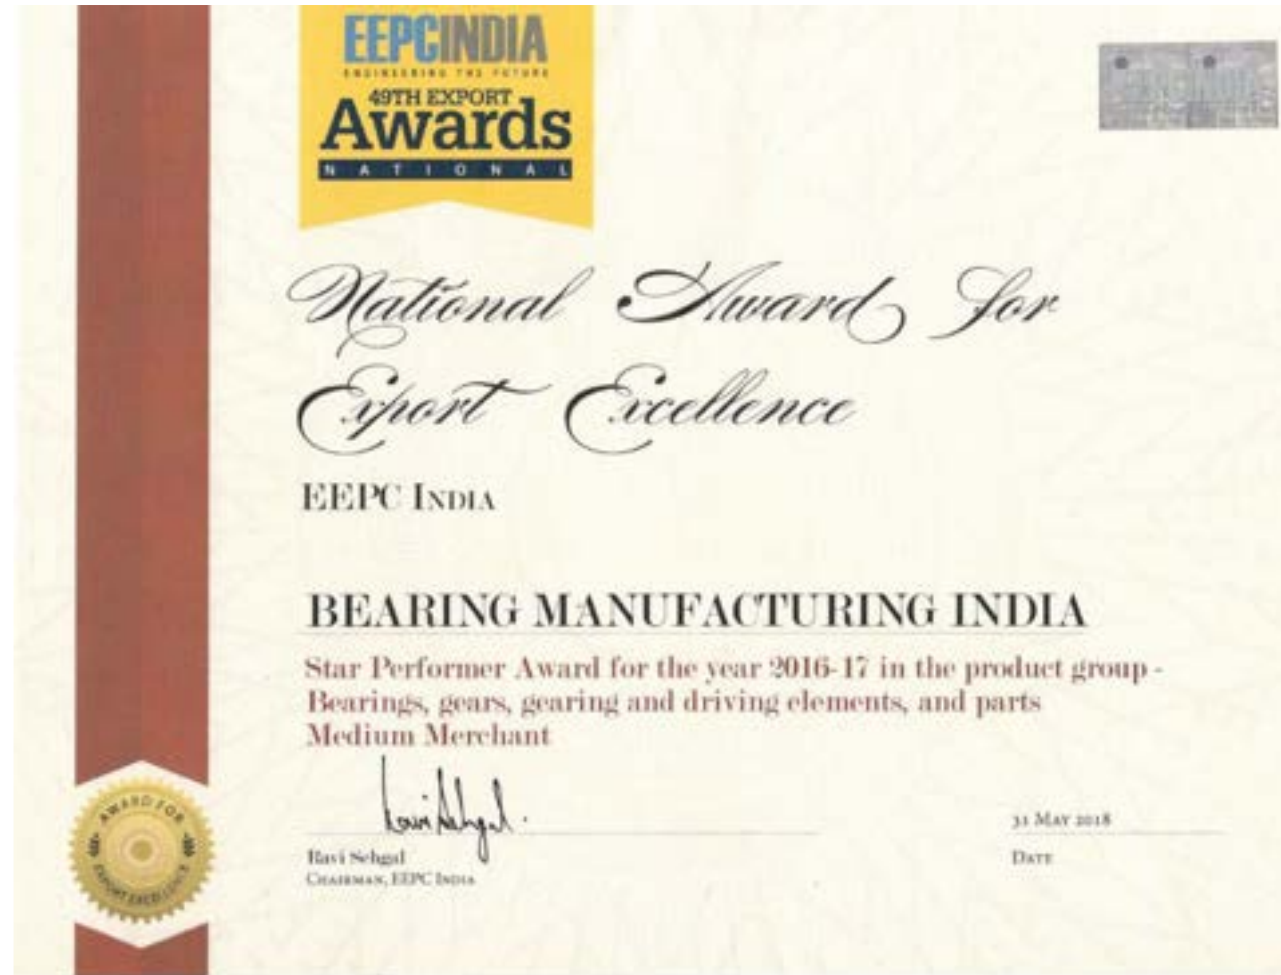 EEPCINDIA
ENGINEERING THE FUTURE
49TH EXPORT
Awards
NATIONAL
National Award for
Export Excellence
EEPC INDIA
BEARING MANUFACTURING INDIA
Star Performer Award for the year 2016-17 in the product group -
Bearings, gears, gearing and driving elements, and parts
Medium Merchant
Ravi Sehgal.
31 MAY 2018
Ravi Sehgal
DATE
CHAIRMAN, EEPC INDIA
AWARD FOR
EXPORT EXCELLENCE